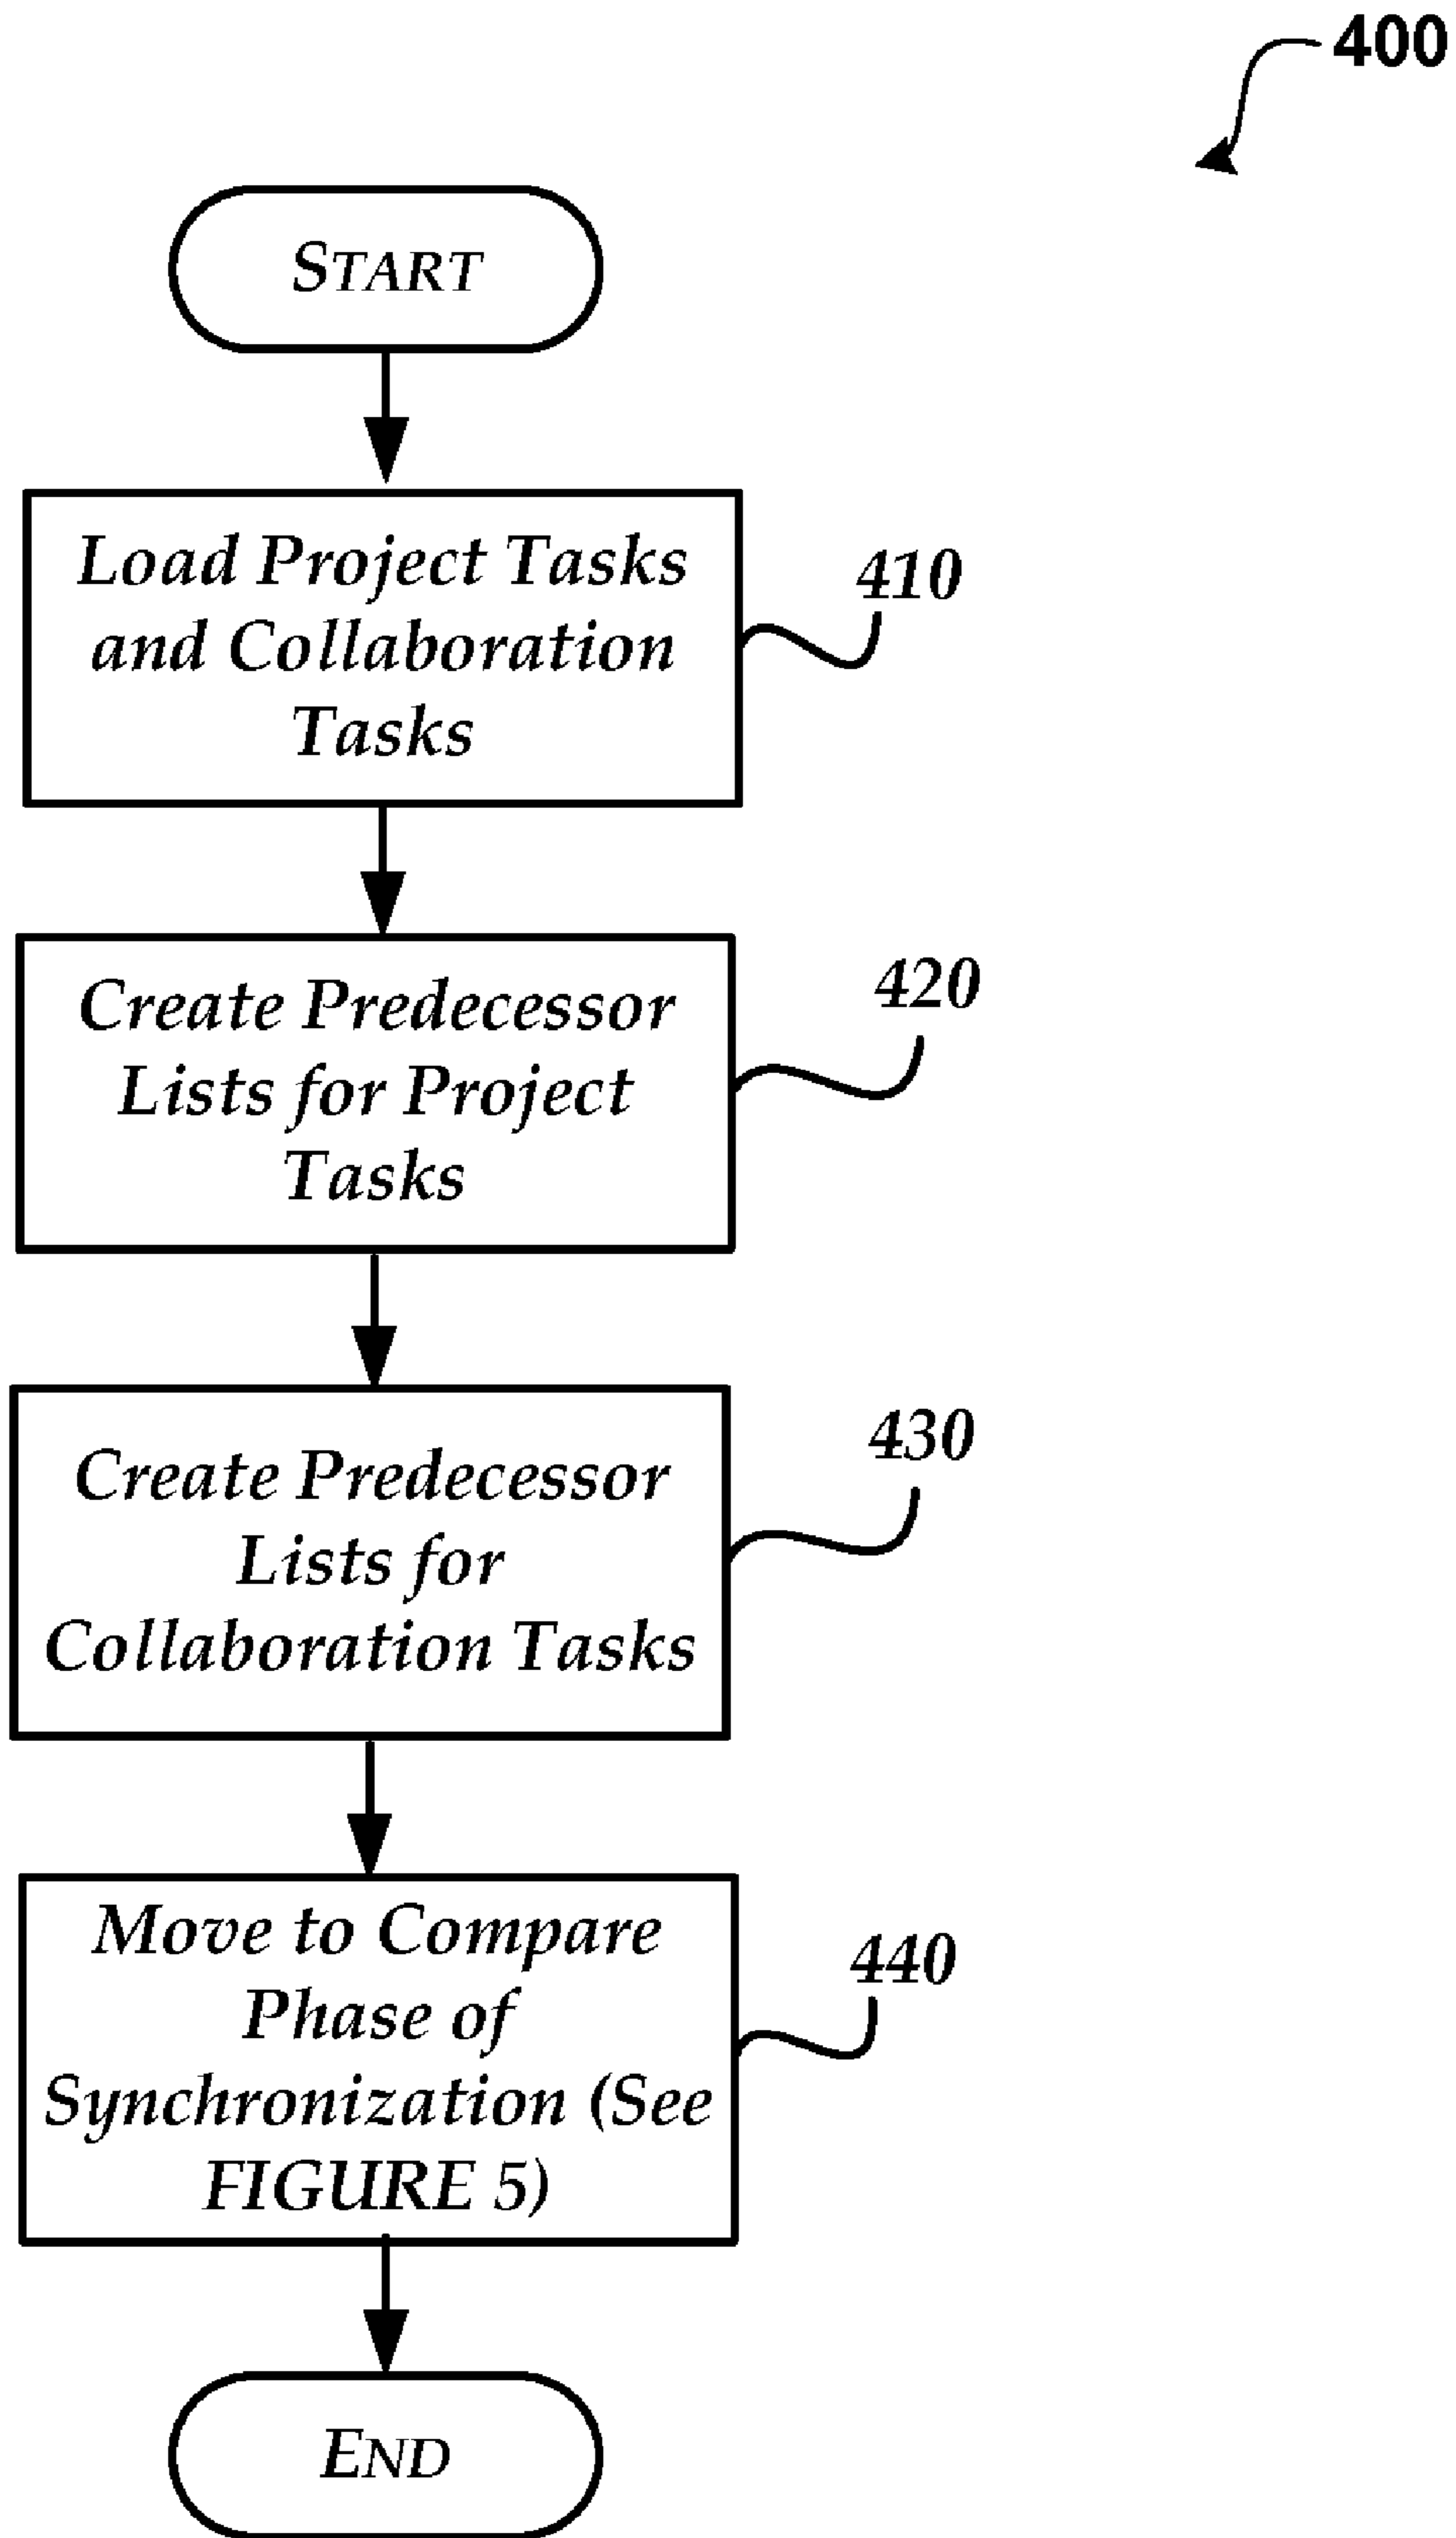 400
START
Load Project Tasks
and Collaboration
Tasks
410
Create Predecessor
Lists for Project
Tasks
420
Create Predecessor
Lists for
Collaboration Tasks
430
Move to Compare
Phase of
Synchronization (See
FIGURE 5)
440
END